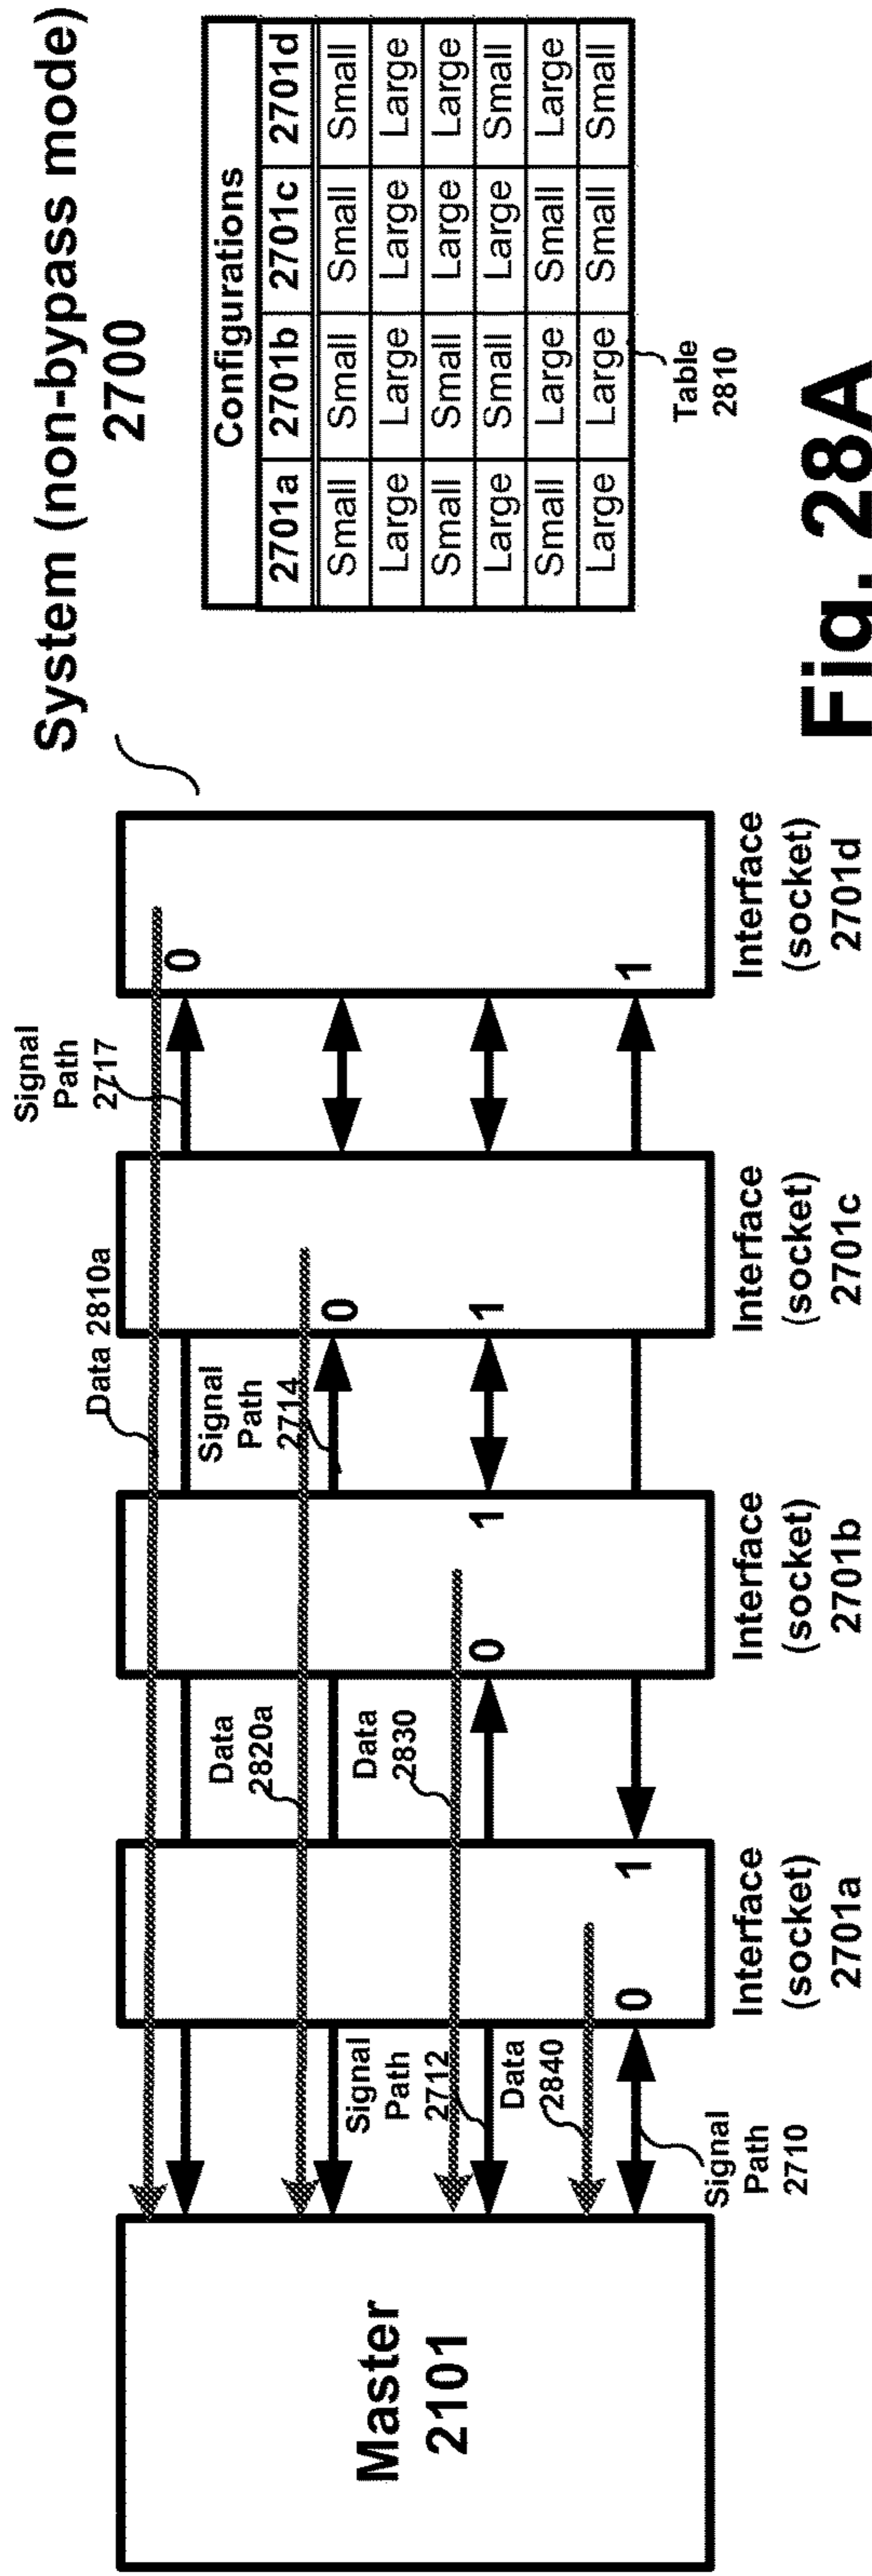 System (non-bypass mode)
2700
Configurations
2701a 2701b 2701c 2701d
Small Small Small Small
Large Large Large Large
Small Small Large Large
Large Small Large Small
Small Large Small Large
Large Large Small Small
Table
2810
Signal
Path
2717
Data 2810a
Signal
Path
2714
Data
2820a
Data
2830
Signal
Path
2712
Data
2840
Signal
Path
2710
Master
2101
0
1
0
1
0
1
0
1
Interface
(socket)
2701a
Interface
(socket)
2701b
Interface
(socket)
2701c
Interface
(socket)
2701d
Fig. 28A